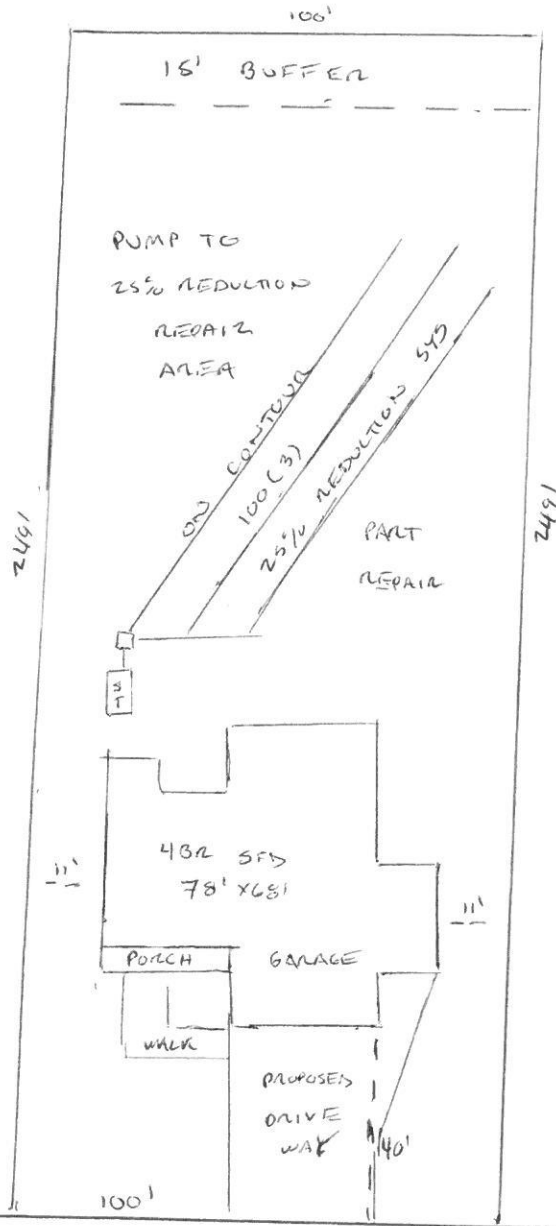 100'
15' BUFFER
PUMP TO
25% REDUCTION
REPAIR
AREA
ON CONTOUR
100 (3)
25% REDUCTION SYS
PART
REPAIR
249'
249'
ST
4BR SFD
78' X 68'
11'
11'
PORCH
GARAGE
WALK
PROPOSED
DRIVE
WAY
40'
100'